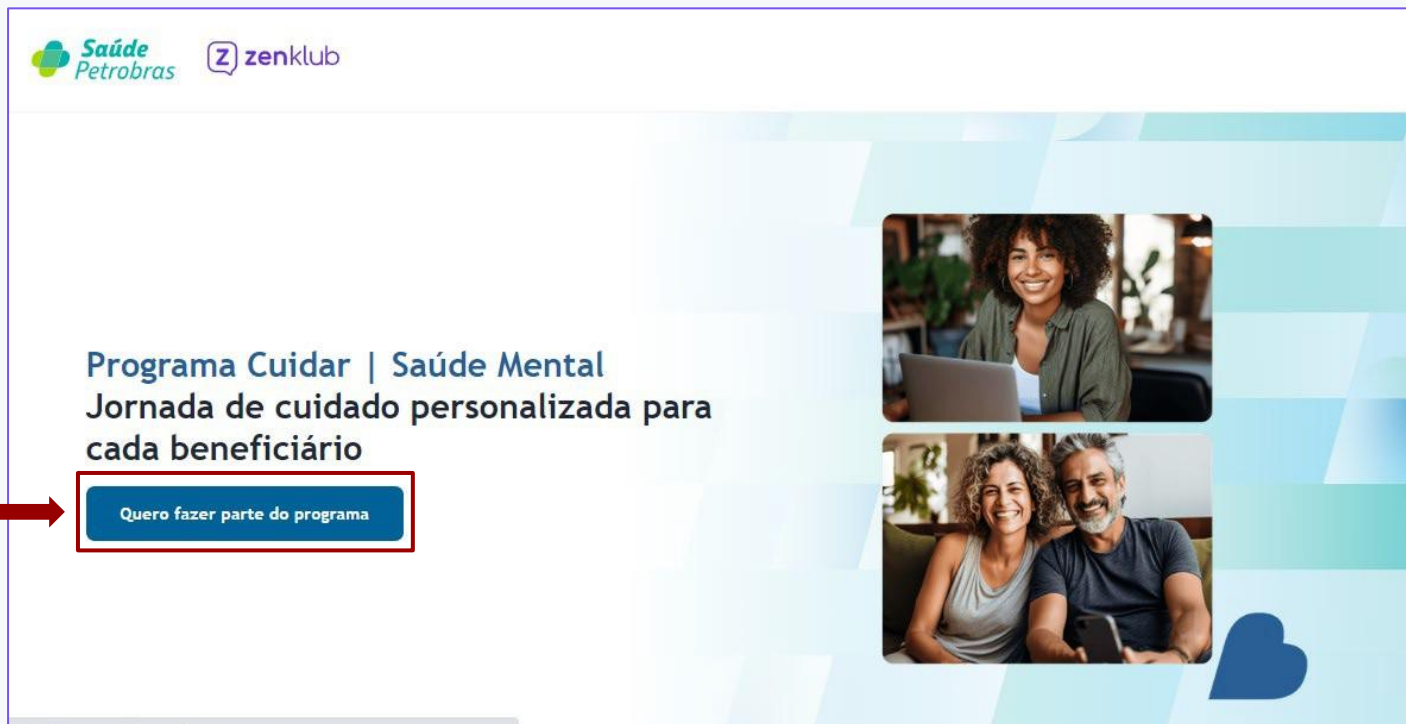 Saúde
Petrobras
Z zenklub
Programa Cuidar | Saúde Mental
Jornada de cuidado personalizada para
cada beneficiário
Quero fazer parte do programa